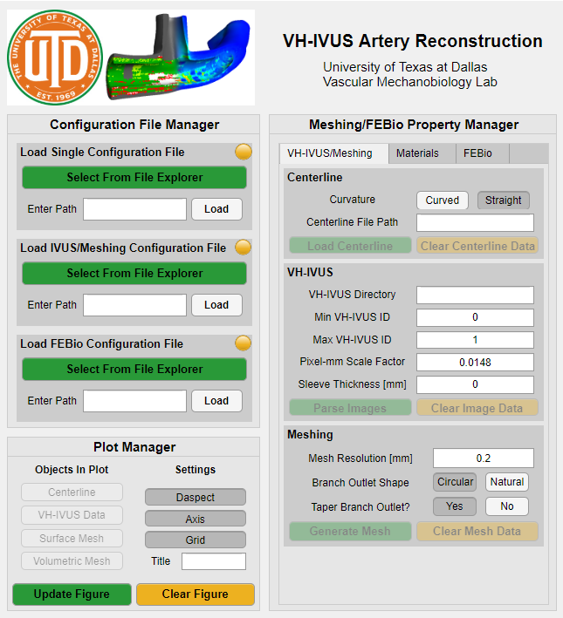 THE UNIVERSITY OF TEXAS AT DALLAS
UTD
EST. 1969
VH-IVUS Artery Reconstruction
University of Texas at Dallas
Vascular Mechanobiology Lab
Configuration File Manager
Load Single Configuration File
Select From File Explorer
Enter Path
Load
Load IVUS/Meshing Configuration File
Select From File Explorer
Enter Path
Load
Load FEBio Configuration File
Select From File Explorer
Enter Path
Load
Plot Manager
Objects In Plot
Settings
Centerline
Daspect
VH-IVUS Data
Axis
Surface Mesh
Grid
Volumetric Mesh
Title
Update Figure
Clear Figure
Meshing/FEBio Property Manager
VH-IVUS/Meshing
Materials
FEBio
Centerline
Curvature
Curved
Straight
Centerline File Path
Load Centerline
Clear Centerline Data
VH-IVUS
VH-IVUS Directory
Min VH-IVUS ID
0
Max VH-IVUS ID
1
Pixel-mm Scale Factor
0.0148
Sleeve Thickness [mm]
0
Parse Images
Clear Image Data
Meshing
Mesh Resolution [mm]
0.2
Branch Outlet Shape
Circular
Natural
Taper Branch Outlet?
Yes
No
Generate Mesh
Clear Mesh Data